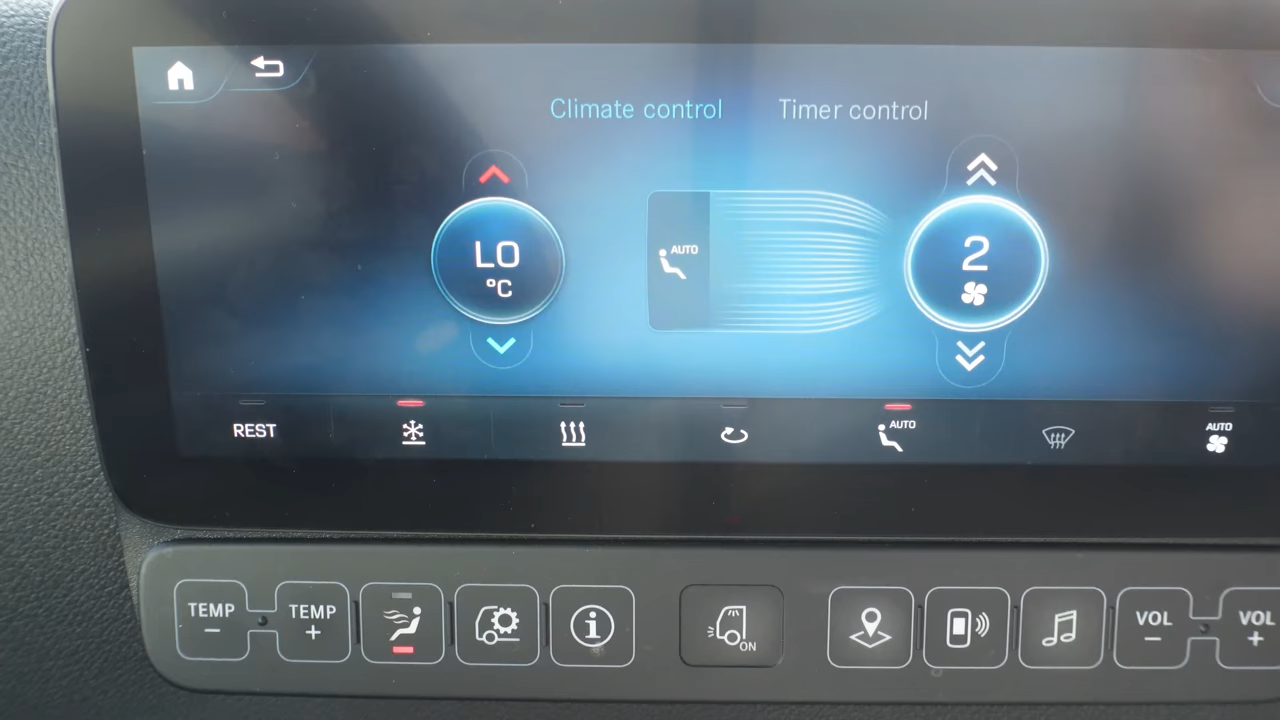 Climate control
Timer control
LO
°C
AUTO
2
REST
AUTO
AUTO
TEMP
−
TEMP
+
i
ON
VOL
−
VOL
+